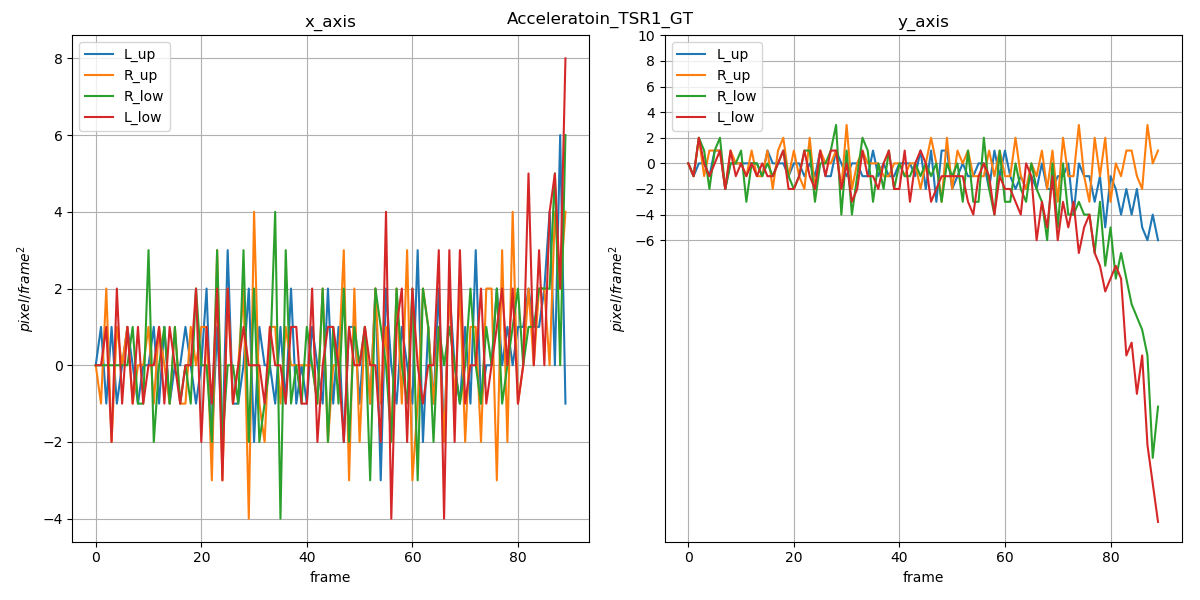 Acceleratoin_TSR1_GT
x_axis
L_up
R_up
R_low
L_low
8
6
4
2
0
−2
−4
pixel/frame²
0 20 40 60 80
frame
y_axis
L_up
R_up
R_low
L_low
10
8
6
4
2
0
−2
−4
−6
pixel/frame²
0 20 40 60 80
frame